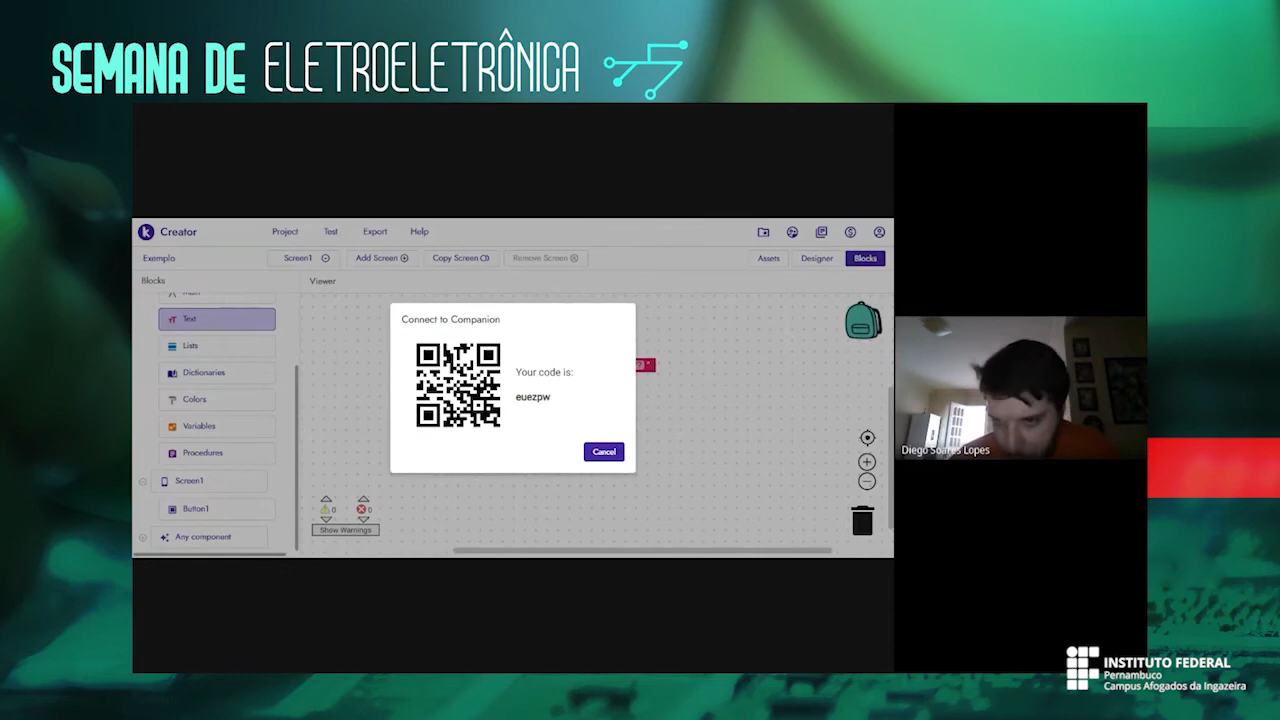 SEMANA DE ELETROELETRÔNICA
Creator
Project
Test
Export
Help
Exemplo
Screen1
Add Screen
Copy Screen
Remove Screen
Assets
Designer
Blocks
Blocks
Viewer
Text
Lists
Dictionaries
Colors
Variables
Procedures
Screen1
Button1
Any component
Connect to Companion
Your code is:
euezpw
Cancel
0
0
Show Warnings
Diego Soares Lopes
INSTITUTO FEDERAL
Pernambuco
Campus Afogados da Ingazeira